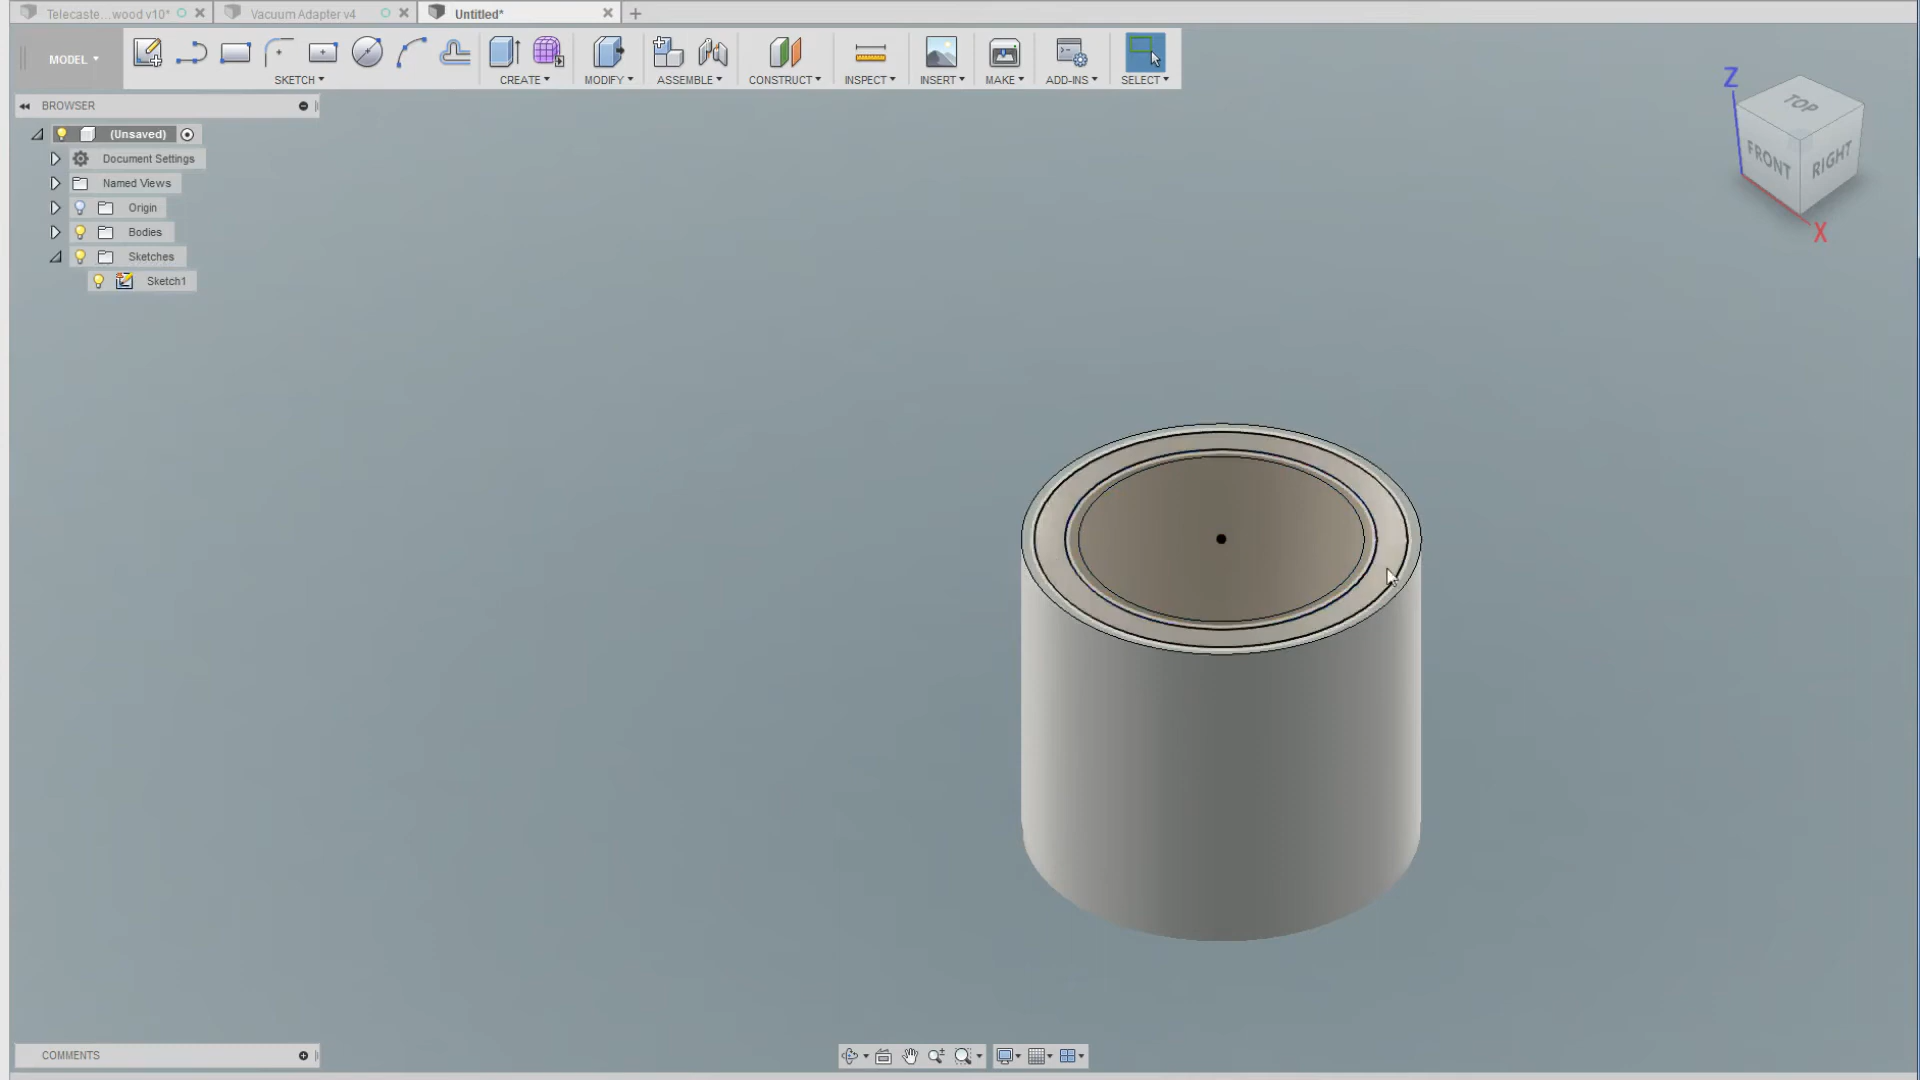 Telecaste...wood v10*
Vacuum Adapter v4
Untitled*
MODEL
SKETCH
CREATE
MODIFY
ASSEMBLE
CONSTRUCT
INSPECT
INSERT
MAKE
ADD-INS
SELECT
BROWSER
(Unsaved)
Document Settings
Named Views
Origin
Bodies
Sketches
Sketch1
Z
TOP
FRONT
RIGHT
X
COMMENTS